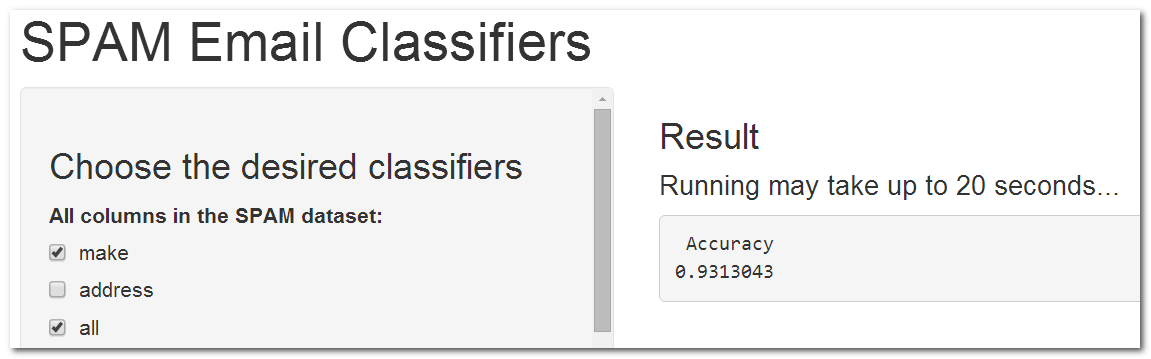 SPAM Email Classifiers
Choose the desired classifiers
All columns in the SPAM dataset:
make
address
all
Result
Running may take up to 20 seconds...
Accuracy
0.9313043